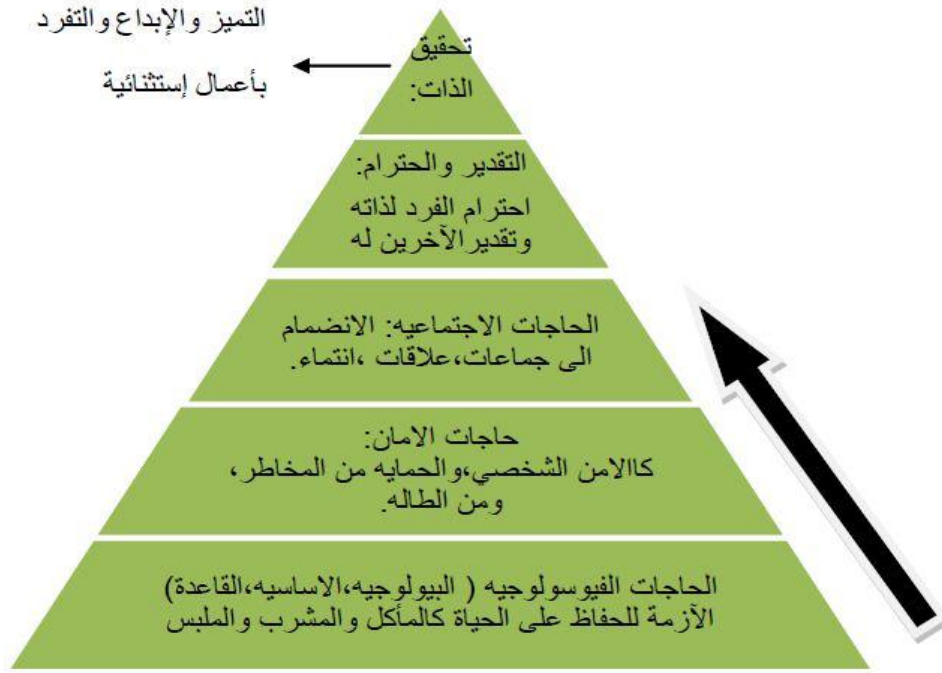 التميز والإبداع والتفرد
بأعمال إستثنائية
تحقيق
الذات:
التقدير والحترام:
احترام الفرد لذاته
وتقدير الآخرين له
الحاجات الاجتماعيه: الانضمام
الى جماعات،علاقات ،انتماء.
حاجات الامان:
كاالامن الشخصي،والحمايه من المخاطر،
ومن الطاله.
الحاجات الفيوسولوجيه ( البيولوجيه،الاساسيه،القاعدة)
الآزمة للحفاظ على الحياة كالمأكل والمشرب والملبس